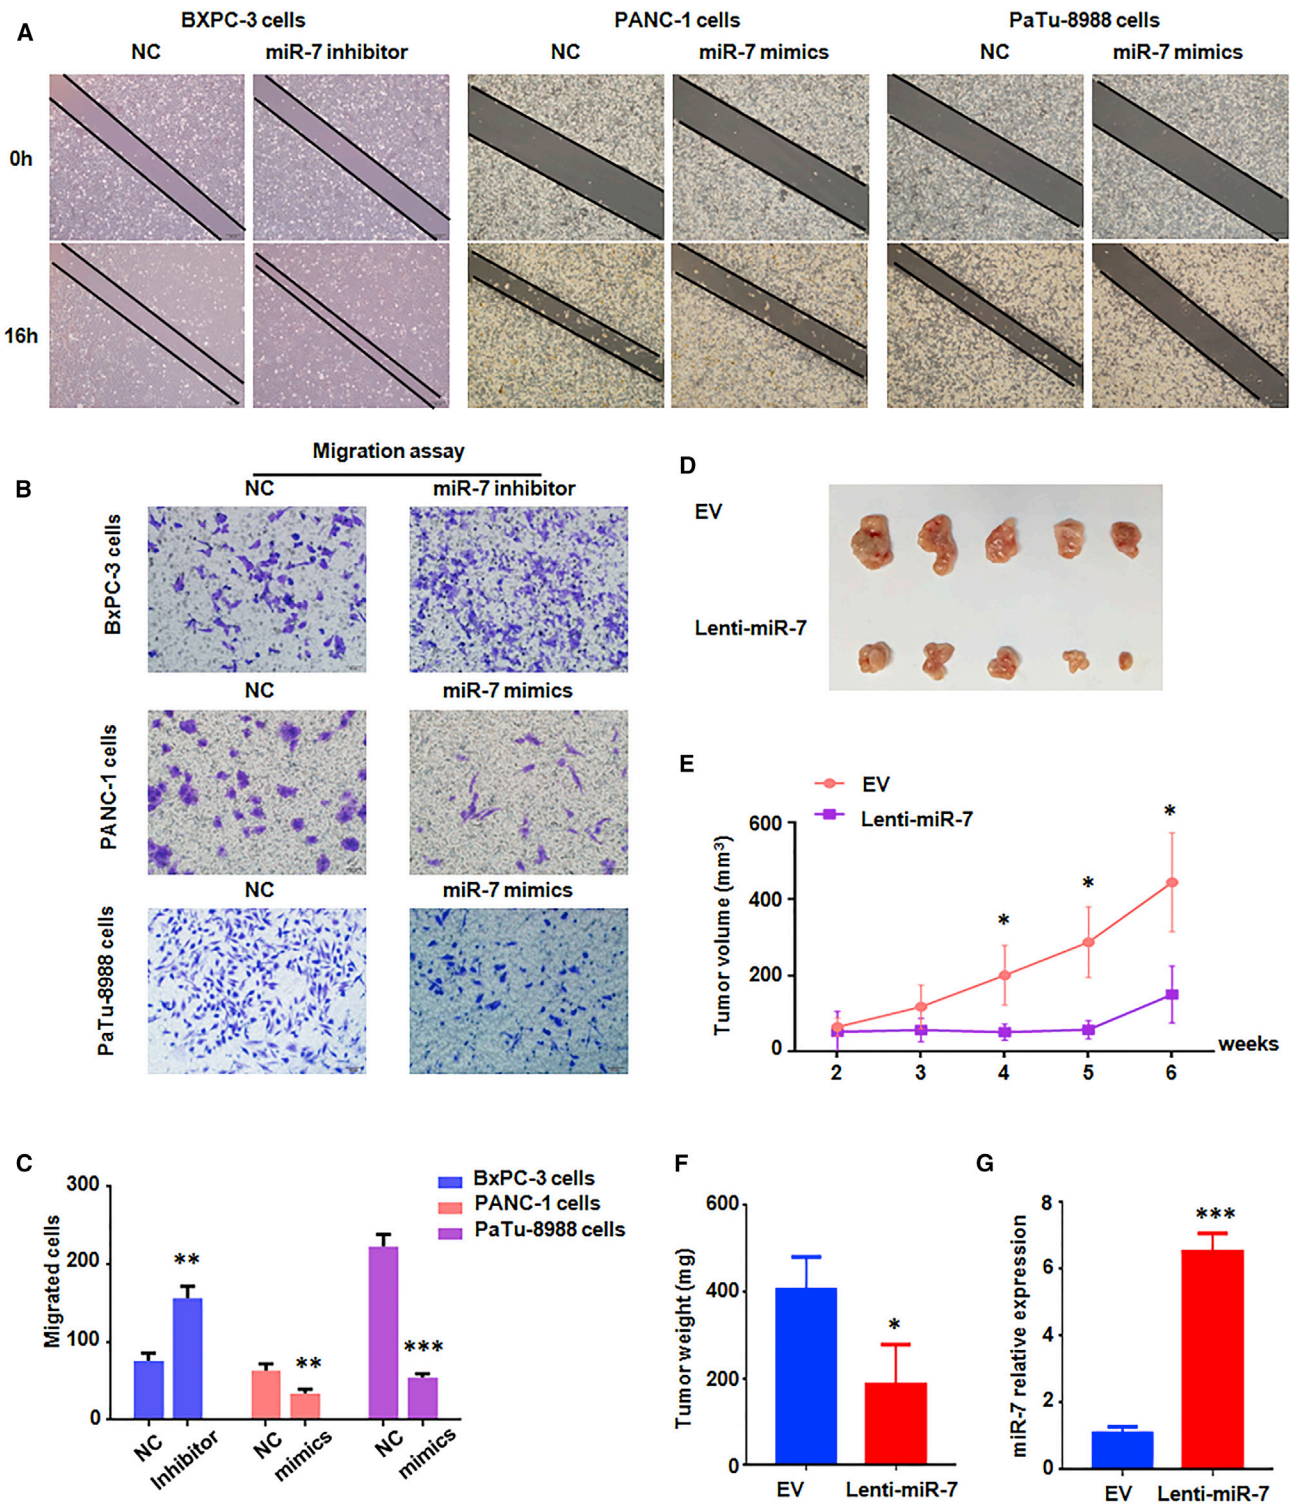 A
BXPC-3 cells
PANC-1 cells
PaTu-8988 cells
NC
miR-7 inhibitor
NC
miR-7 mimics
NC
miR-7 mimics
0h
16h
B
Migration assay
NC
miR-7 inhibitor
BxPC-3 cells
NC
miR-7 mimics
PANC-1 cells
NC
miR-7 mimics
PaTu-8988 cells
C
Migrated cells
300
200
100
0
**
**
***
BxPC-3 cells
PANC-1 cells
PaTu-8988 cells
NC
Inhibitor
NC
mimics
NC
mimics
D
EV
Lenti-miR-7
E
EV
Lenti-miR-7
Tumor volume (mm³)
600
400
200
0
*
*
*
2
3
4
5
6
weeks
F
Tumor weight (mg)
600
400
200
0
*
EV
Lenti-miR-7
G
miR-7 relative expression
8
6
4
2
0
***
EV
Lenti-miR-7